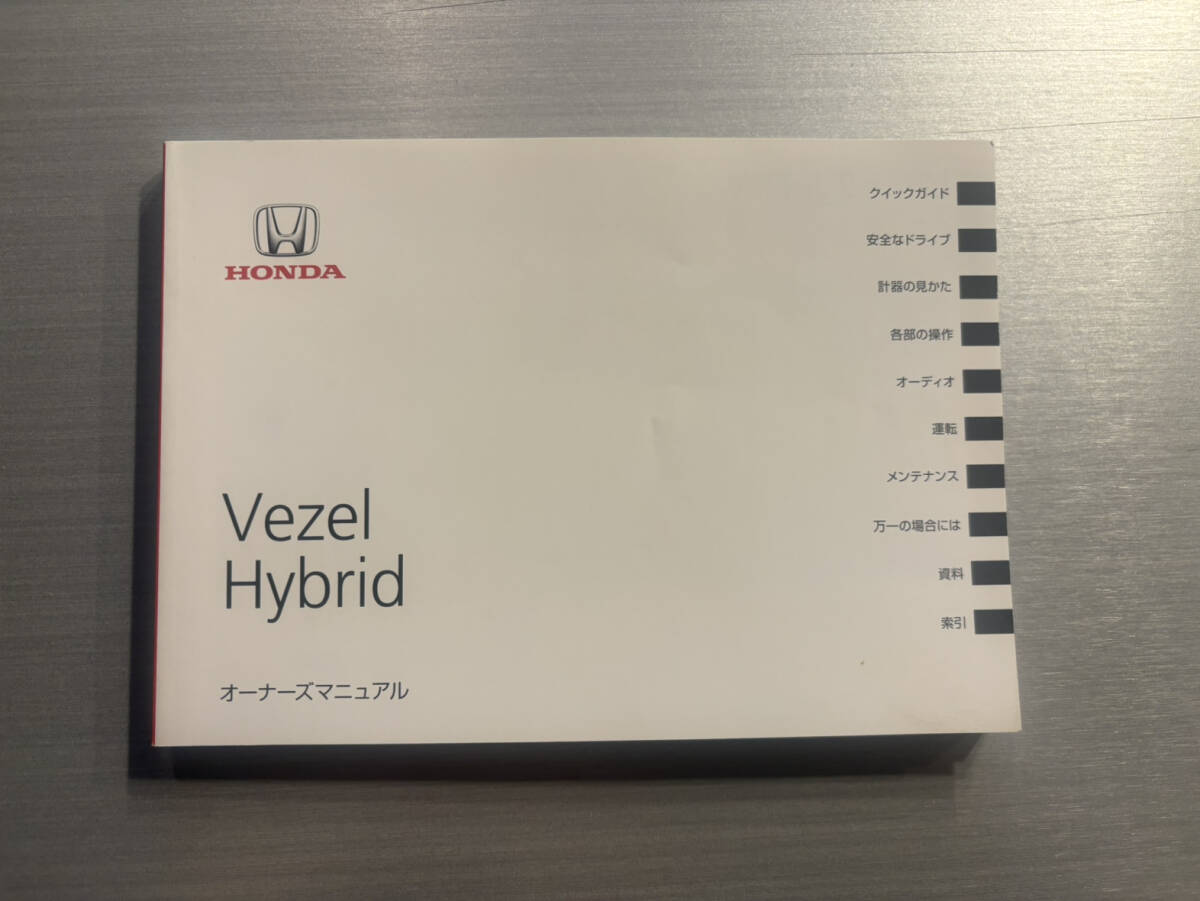 HONDA
Vezel
Hybrid
オーナーズマニュアル
クイックガイド
安全なドライブ
計器の見かた
各部の操作
オーディオ
運転
メンテナンス
万一の場合には
資料
索引